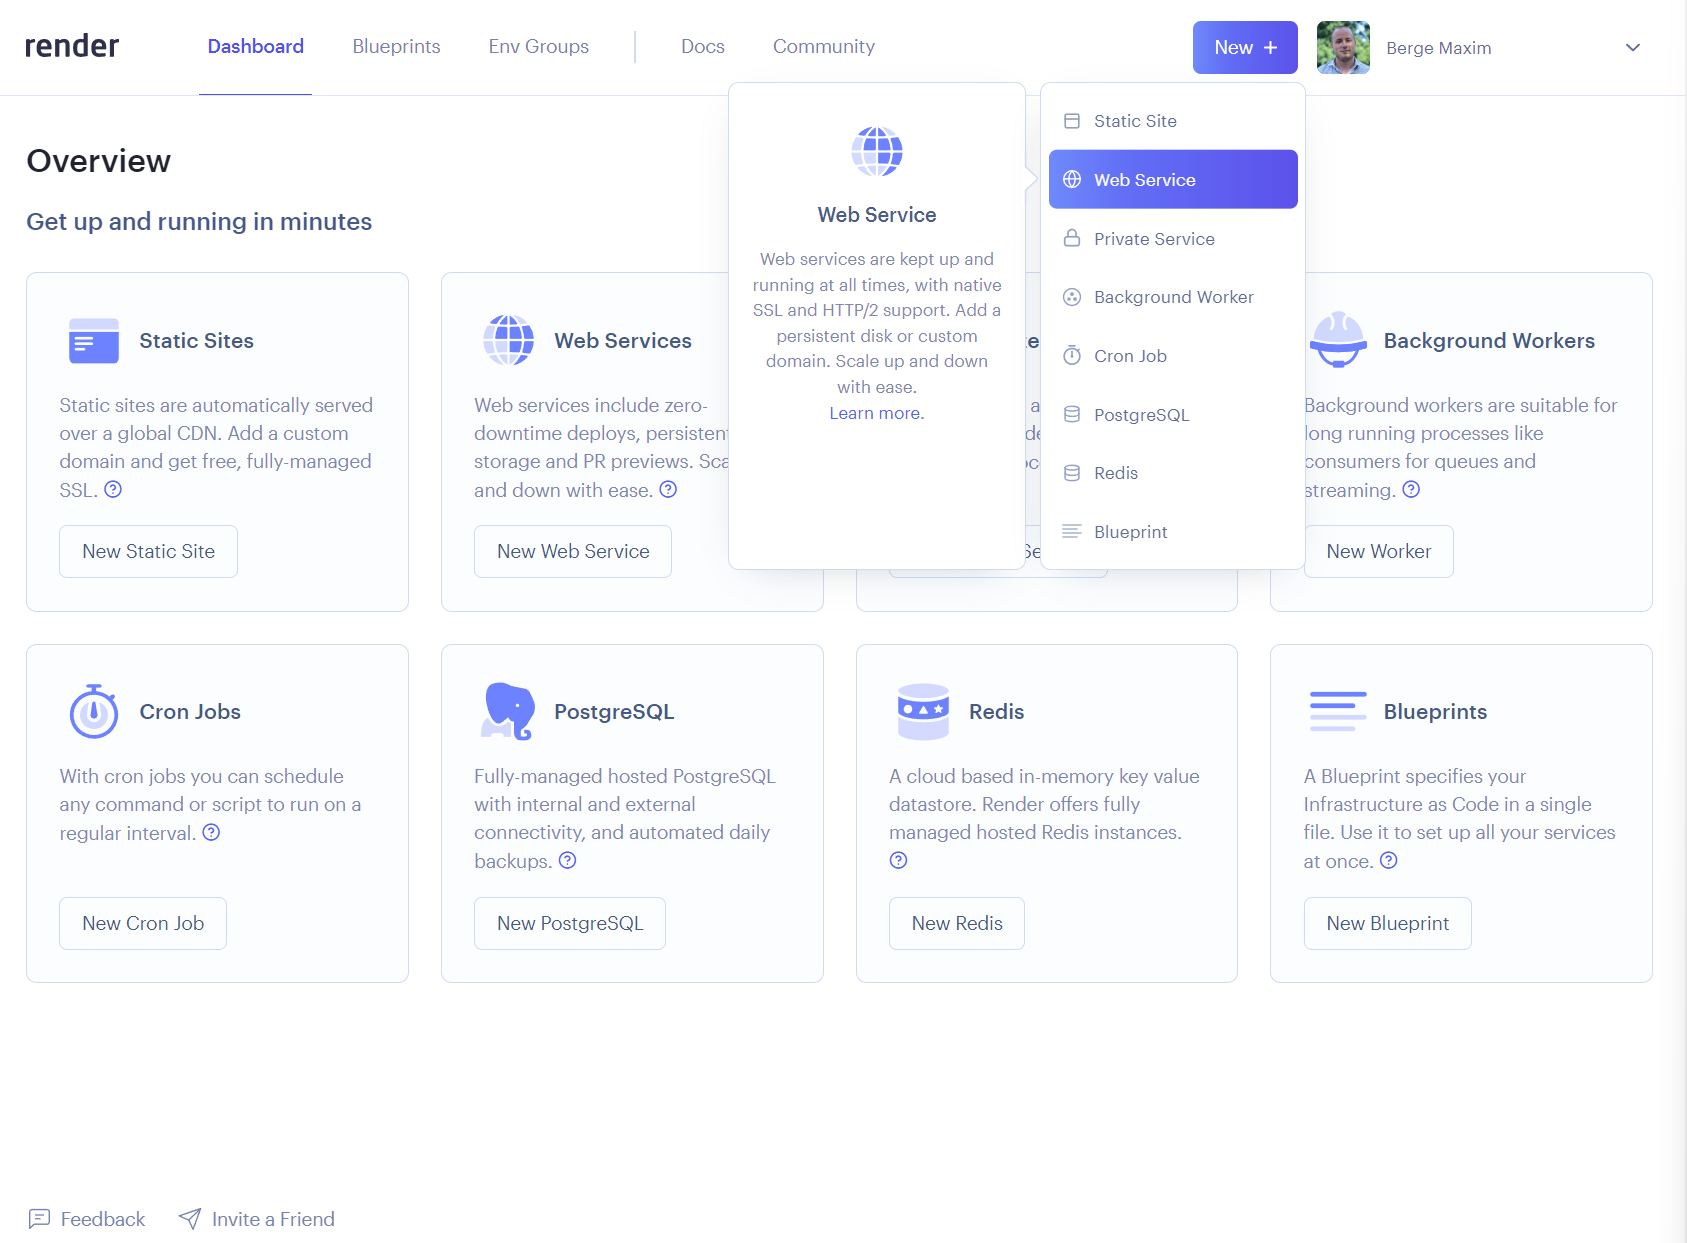 render
Dashboard
Blueprints
Env Groups
Docs
Community
New +
Berge Maxim
Overview
Get up and running in minutes
Static Site
Web Service
Private Service
Background Worker
Cron Job
PostgreSQL
Redis
Blueprint
Web Service
Web services are kept up and
running at all times, with native
SSL and HTTP/2 support. Add a
persistent disk or custom
domain. Scale up and down
with ease.
Learn more.
Static Sites
Static sites are automatically served
over a global CDN. Add a custom
domain and get free, fully-managed
SSL.
New Static Site
Web Services
Web services include zero-
downtime deploys, persistent
storage and PR previews.
and down with ease.
New Web Service
Background Workers
Background workers are suitable for
long running processes like
consumers for queues and
streaming.
New Worker
Cron Jobs
With cron jobs you can schedule
any command or script to run on a
regular interval.
New Cron Job
PostgreSQL
Fully-managed hosted PostgreSQL
with internal and external
connectivity, and automated daily
backups.
New PostgreSQL
Redis
A cloud based in-memory key value
datastore. Render offers fully
managed hosted Redis instances.
New Redis
Blueprints
A Blueprint specifies your
Infrastructure as Code in a single
file. Use it to set up all your services
at once.
New Blueprint
Feedback
Invite a Friend